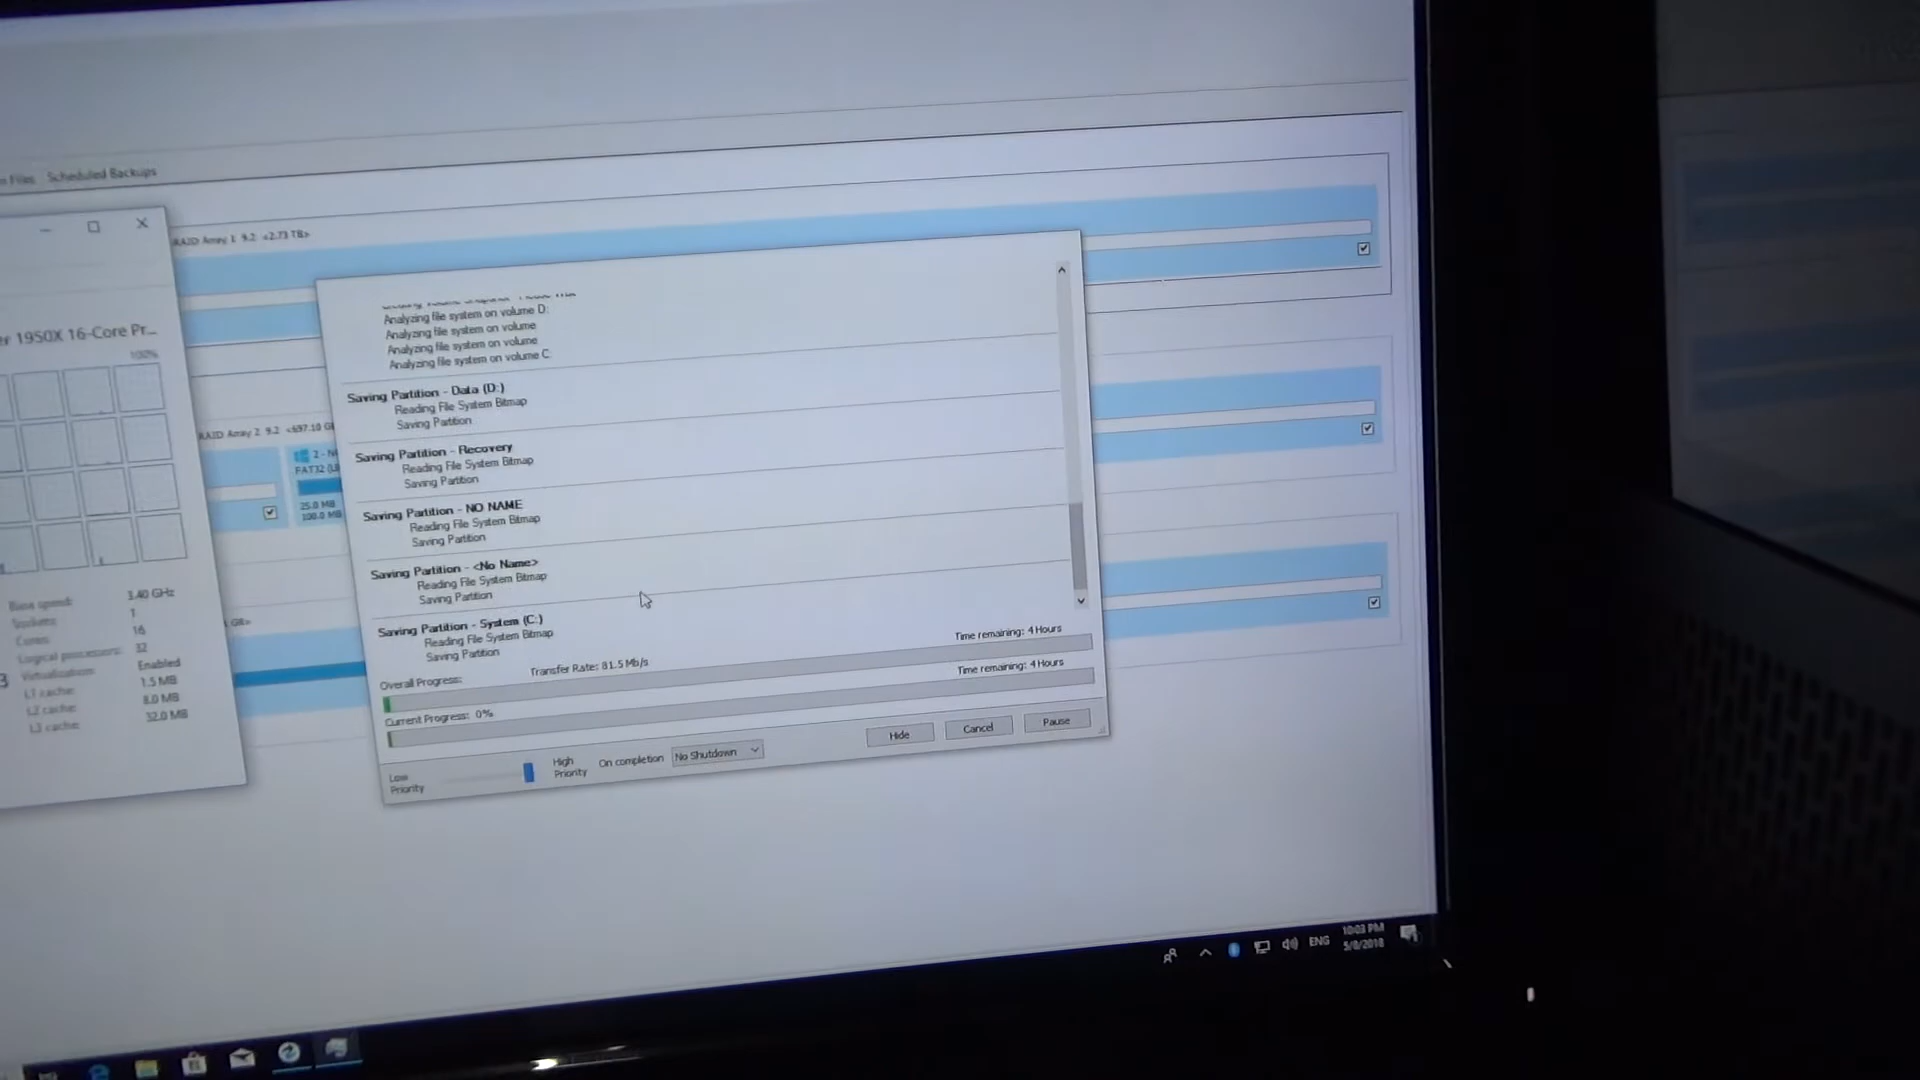 Files Scheduled Backups
RAID Array 1 9.2 <2.73 TB>
1950X 16-Core Pr...
100%
RAID Array 2 9.2
2 - N
FAT32
25.0 MB
100.0 MB
Base speed: 3.40 GHz
Sockets: 1
Cores: 16
Logical processors: 32
Virtualization: Enabled
L1 cache: 1.5 MB
L2 cache: 8.0 MB
L3 cache: 32.0 MB
Analyzing file system on volume D:
Analyzing file system on volume
Analyzing file system on volume
Analyzing file system on volume C:
Saving Partition - Data (D:)
Reading File System Bitmap
Saving Partition
Saving Partition - Recovery
Reading File System Bitmap
Saving Partition
Saving Partition - NO NAME
Reading File System Bitmap
Saving Partition
Saving Partition - <No Name>
Reading File System Bitmap
Saving Partition
Saving Partition - System (C:)
Reading File System Bitmap
Saving Partition
Overall Progress: Transfer Rate: 81.5 Mb/s Time remaining: 4 Hours
Current Progress: 0% Time remaining: 4 Hours
Hide Cancel Pause
Low Priority
High Priority
On completion No Shutdown
ENG
10:03 PM
5/8/2018